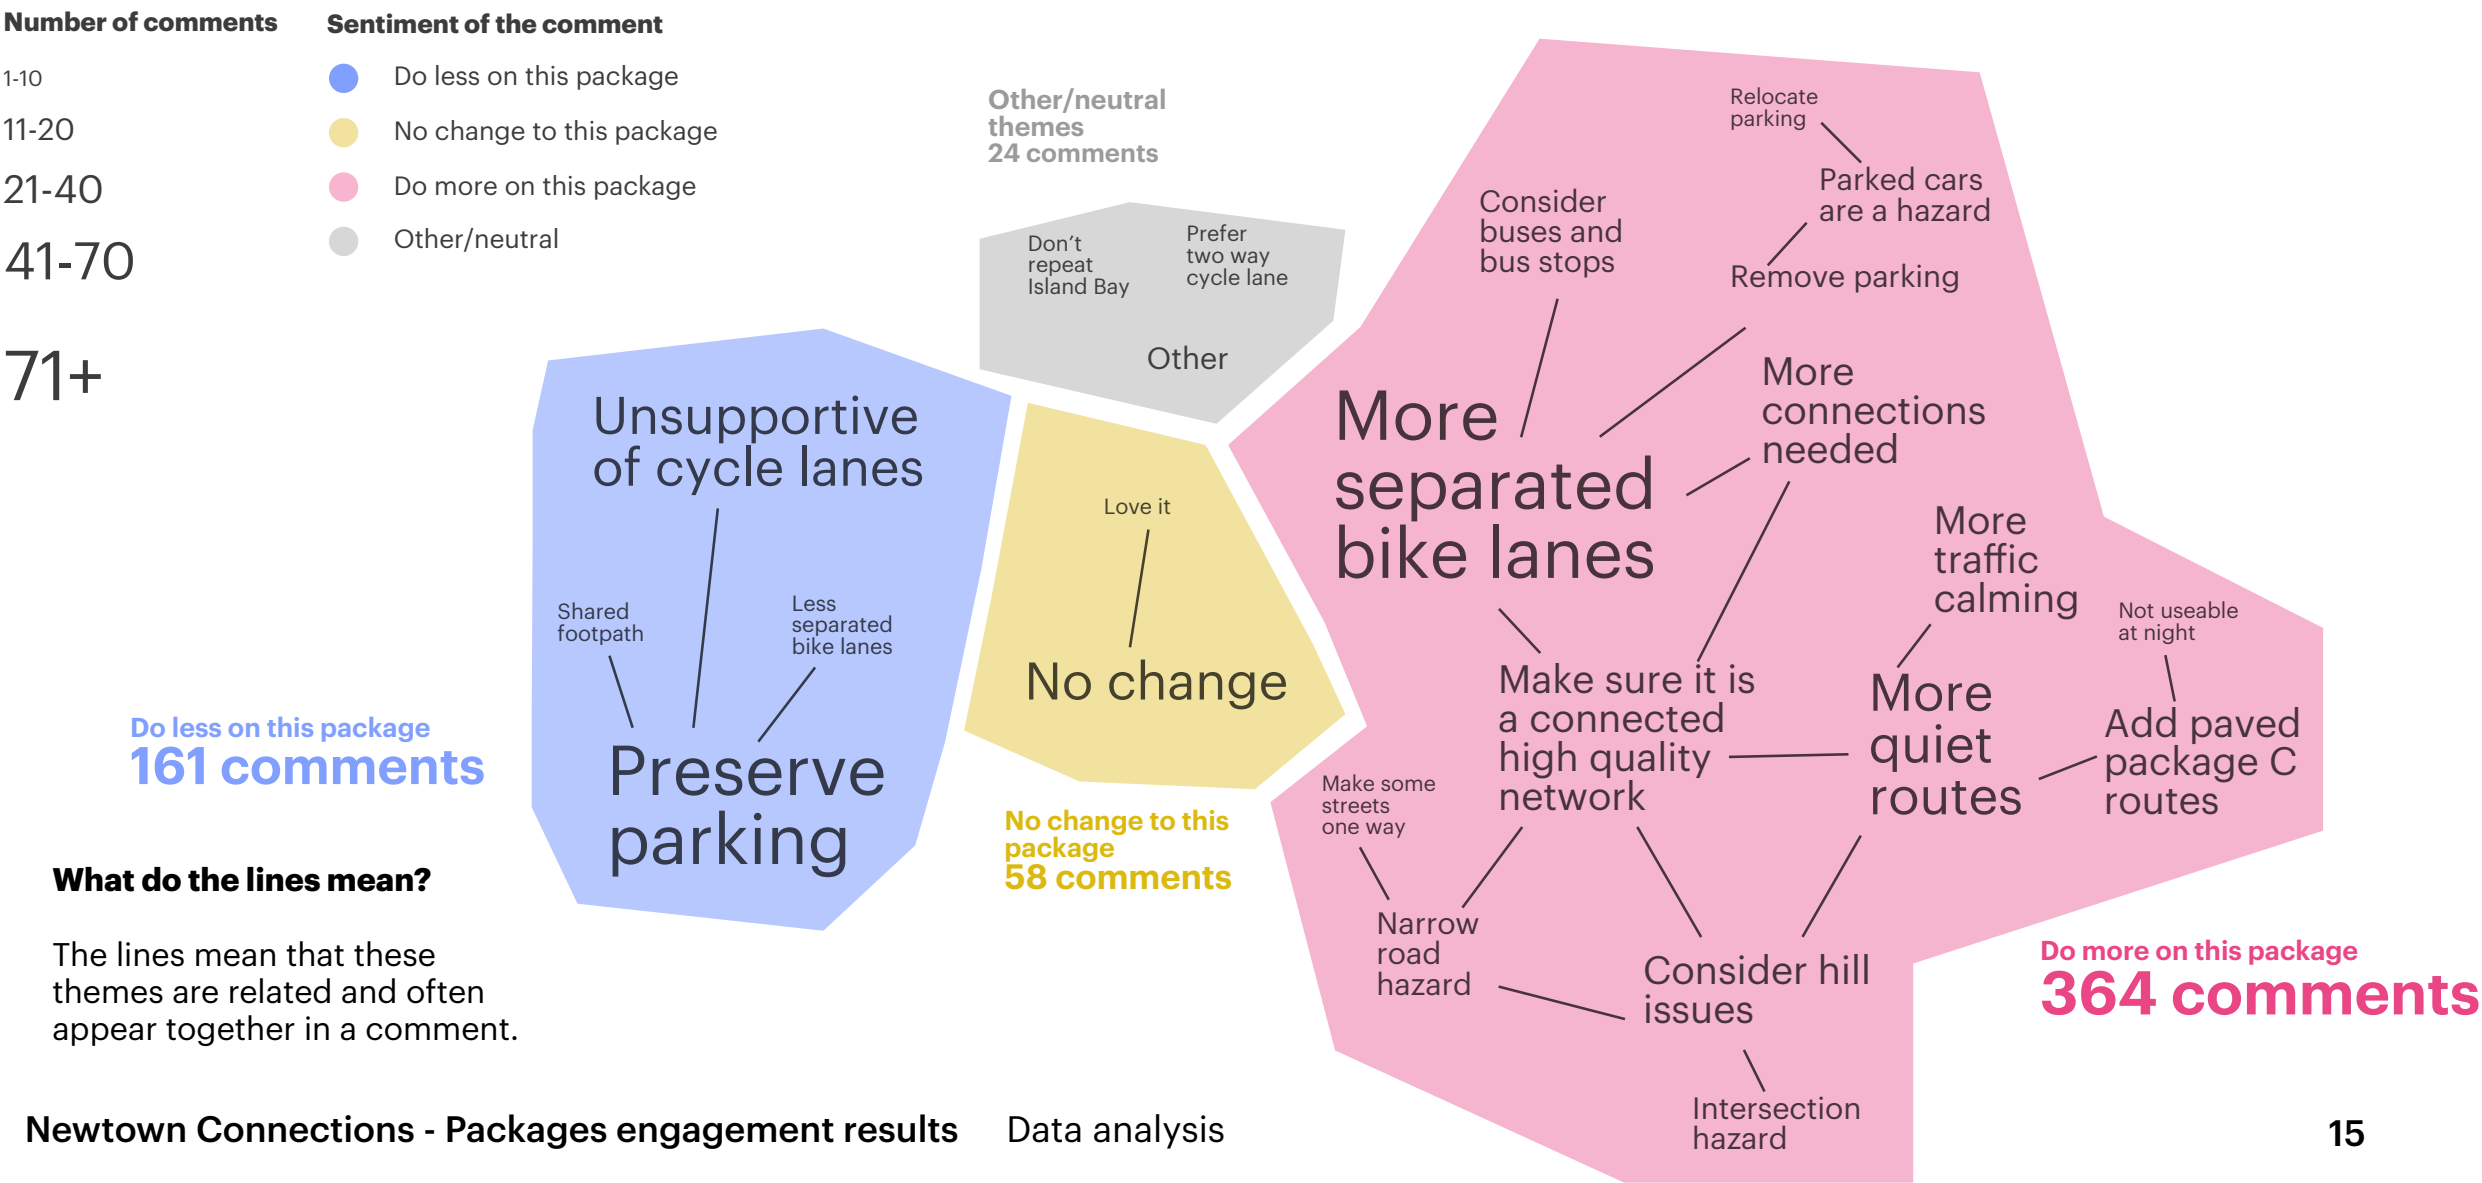 Number of comments
1-10
11-20
21-40
41-70
71+
Sentiment of the comment
Do less on this package
No change to this package
Do more on this package
Other/neutral
Other/neutral
themes
24 comments
Don't
repeat
Island Bay
Prefer
two way
cycle lane
Other
Unsupportive
of cycle lanes
Shared
footpath
Less
separated
bike lanes
Preserve
parking
Do less on this package
161 comments
Love it
No change
No change to this
package
58 comments
Relocate
parking
Parked cars
are a hazard
Consider
buses and
bus stops
Remove parking
More
connections
needed
More
separated
bike lanes
More
traffic
calming
Not useable
at night
Make sure it is
a connected
high quality
network
More
quiet
routes
Add paved
package C
routes
Make some
streets
one way
Narrow
road
hazard
Consider hill
issues
Intersection
hazard
Do more on this package
364 comments
What do the lines mean?
The lines mean that these
themes are related and often
appear together in a comment.
Newtown Connections - Packages engagement results
Data analysis
15